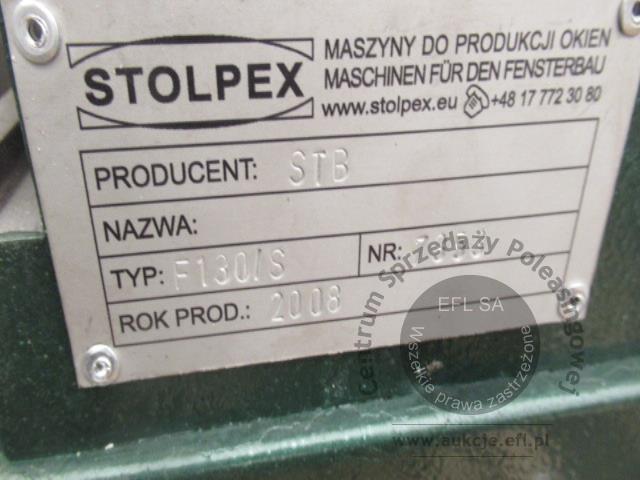 STOLPEX
MASZYNY DO PRODUKCJI OKIEN
MASCHINEN FÜR DEN FENSTERBAU
www.stolpex.eu +48 17 772 30 80
PRODUCENT: STB
NAZWA:
TYP: F130/S
NR:
ROK PROD.: 2008
Centrum Sprzedaży Poleasingowej
EFL SA
Wszelkie prawa zastrzeżone
www.aukcje.efl.pl